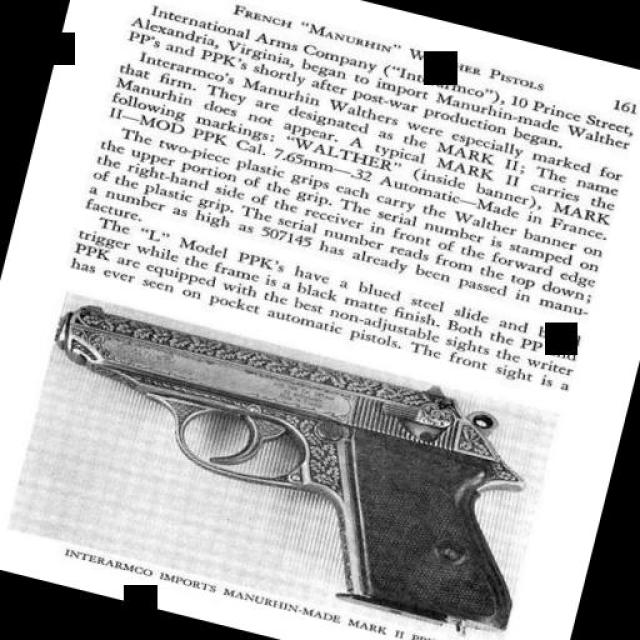 FRENCH "MANURHIN" PISTOLS 161
International Arms Company ("Interarmco"), 10 Prince Street,
Alexandria, Virginia, began to import Manurhin-made Walther
PP's and PPK's shortly after post-war production began.
Interarmco's Manurhin Walthers were especially marked for
that firm. They are designated as the MARK II; The name
Manurhin does not appear. A typical MARK II carries the
following markings: "WALTHER" (inside banner), MARK
II—MOD PPK Cal. 7.65mm—.32 Automatic—Made in France.
The two-piece plastic grips each carry the Walther banner on
the upper portion of the grip. The serial number is stamped on
the right-hand side of the receiver in front of the forward edge
of the plastic grip. The serial number reads from the top down;
a number as high as 507145 has already been passed in manu-
facture.
The "L" Model PPK's have a blued steel slide and
trigger while the frame is a black matte finish. Both the PP
PPK are equipped with the best non-adjustable sights the writer
has ever seen on pocket automatic pistols. The front sight is a
INTERARMCO IMPORTS MANURHIN-MADE MARK II